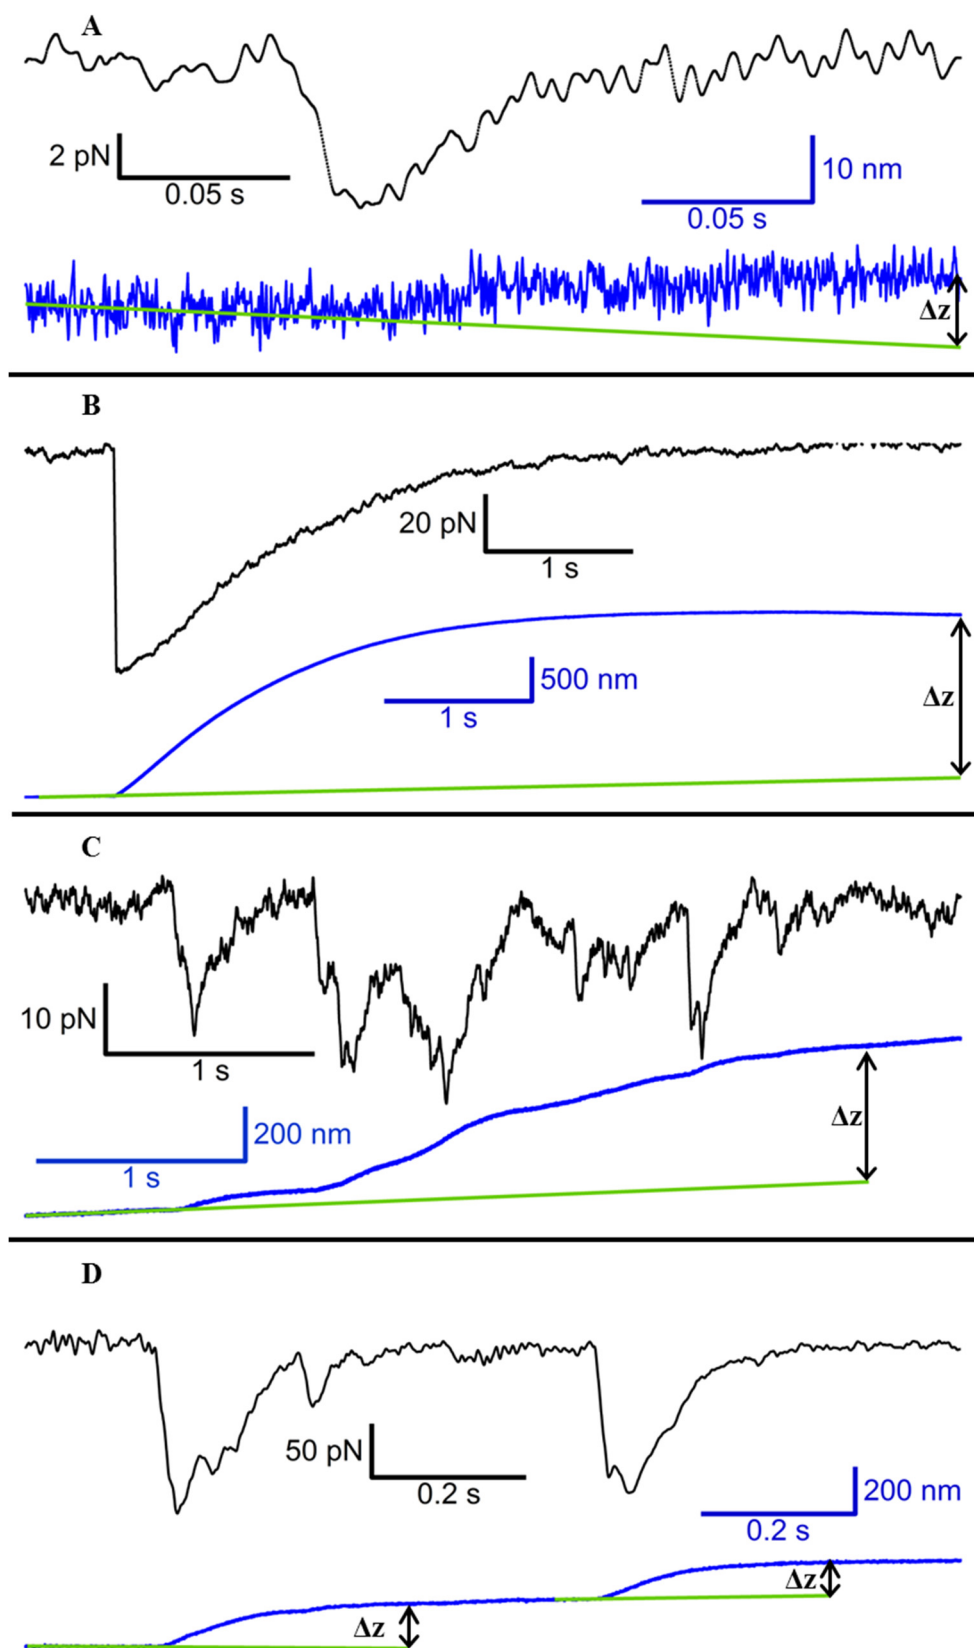 A
2 pN
0.05 s
10 nm
0.05 s
Δz
B
20 pN
1 s
500 nm
1 s
Δz
C
10 pN
1 s
Δz
200 nm
1 s
D
50 pN
0.2 s
200 nm
0.2 s
Δz
Δz